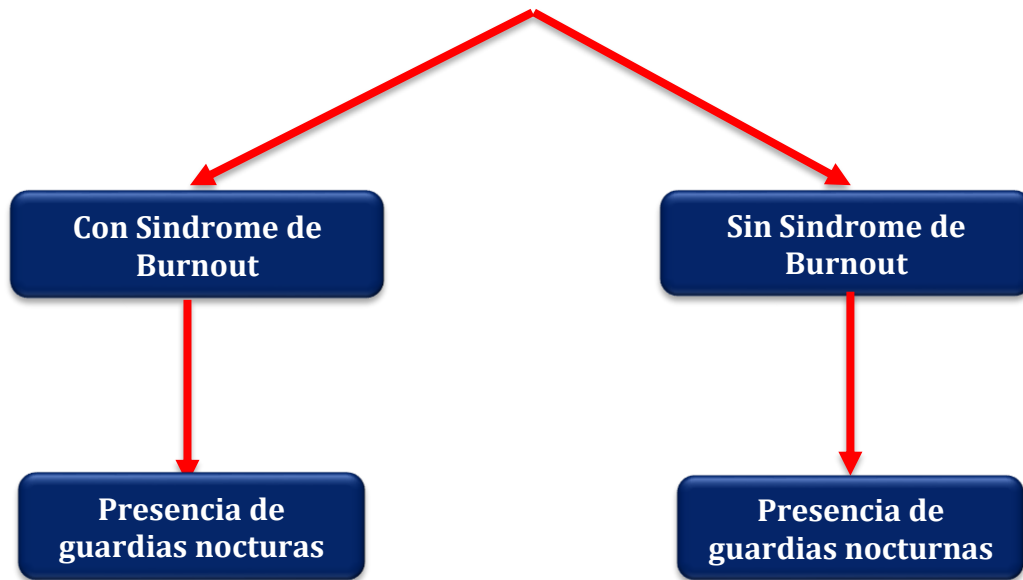 Con Sindrome de
Burnout
Sin Sindrome de
Burnout
Presencia de
guardias nocturas
Presencia de
guardias nocturnas